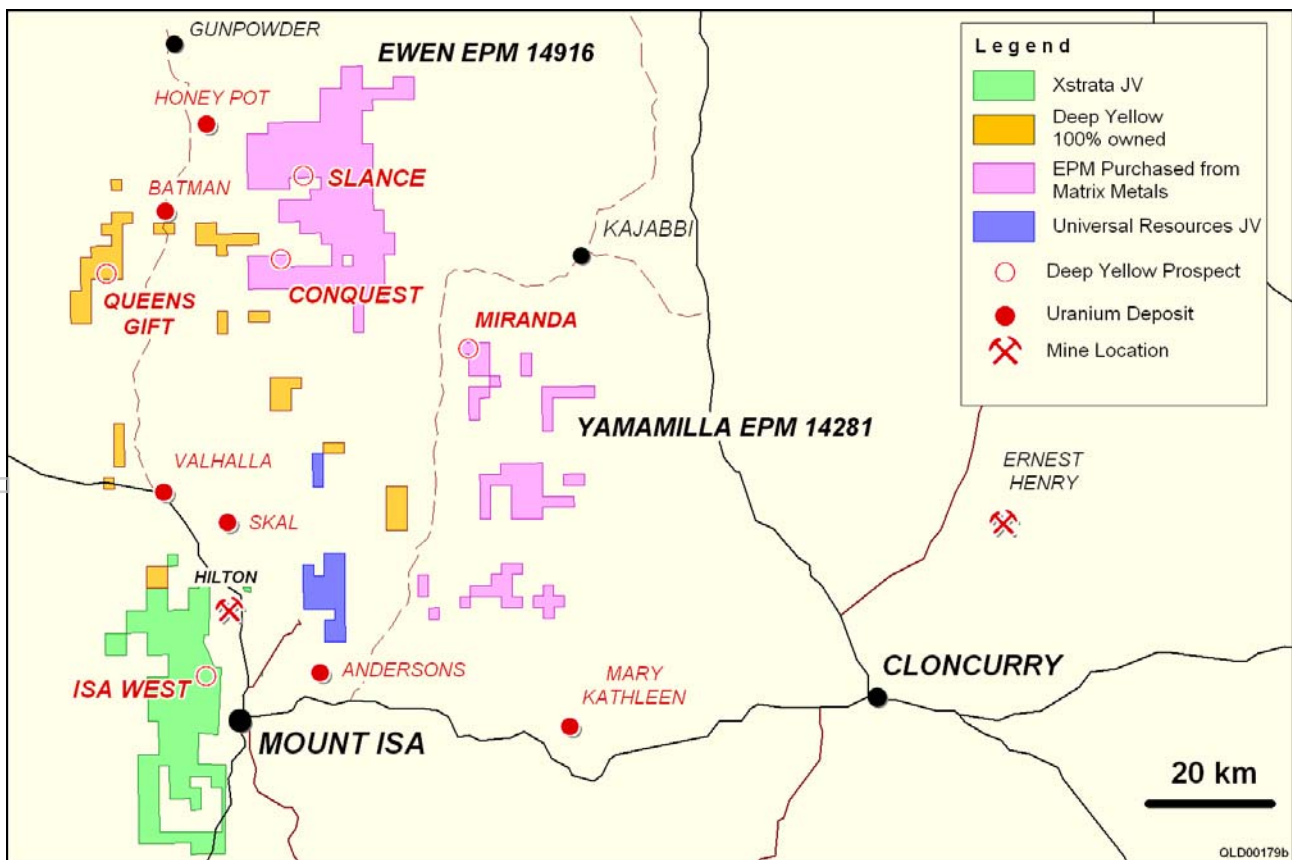 GUNPOWDER
EWEN EPM 14916
HONEY POT
SLANCE
BATMAN
KAJABBI
CONQUEST
QUEENS
GIFT
MIRANDA
YAMAMILLA EPM 14281
VALHALLA
SKAL
ERNEST
HENRY
HILTON
ISA WEST
ANDERSONS
MARY
KATHLEEN
CLONCURRY
MOUNT ISA
Legend
Xstrata JV
Deep Yellow
100% owned
EPM Purchased from
Matrix Metals
Universal Resources JV
Deep Yellow Prospect
Uranium Deposit
Mine Location
20 km
QLD00179b